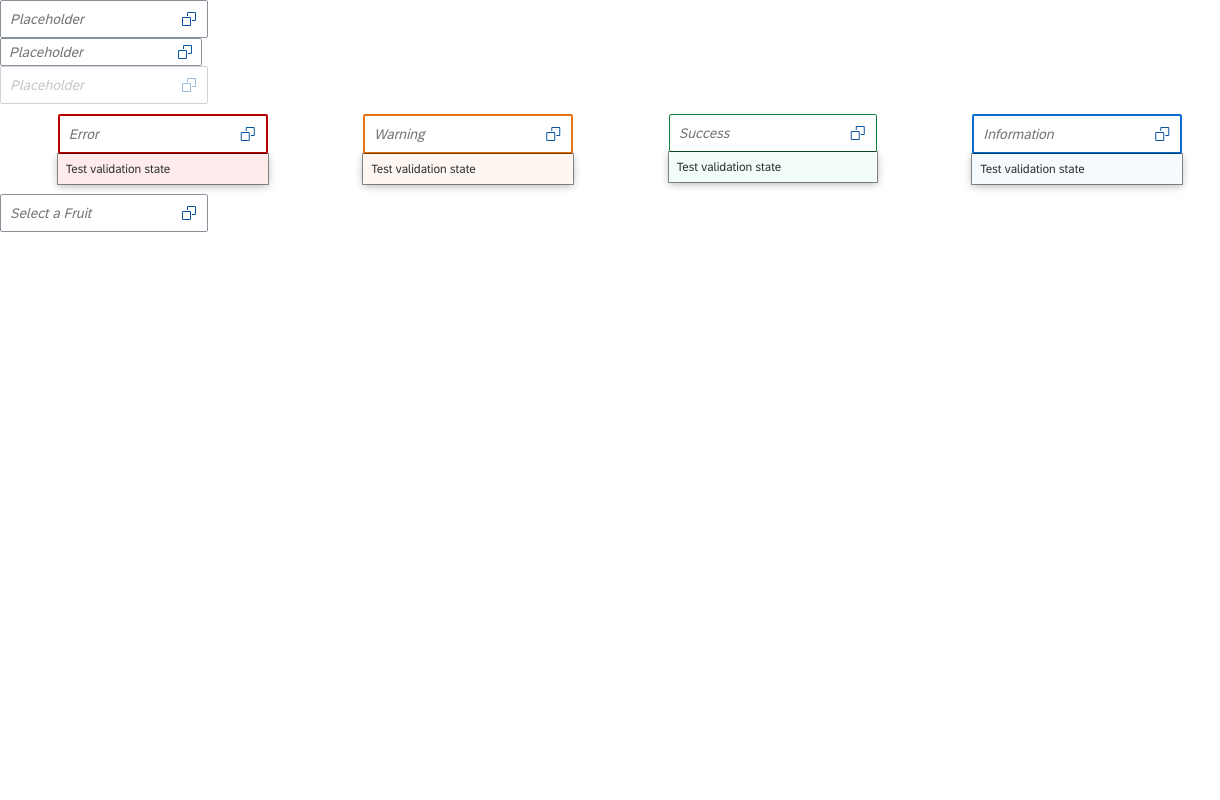 Placeholder
Placeholder
Placeholder
Error
Warning
Success
Information
Test validation state
Test validation state
Test validation state
Test validation state
Select a Fruit